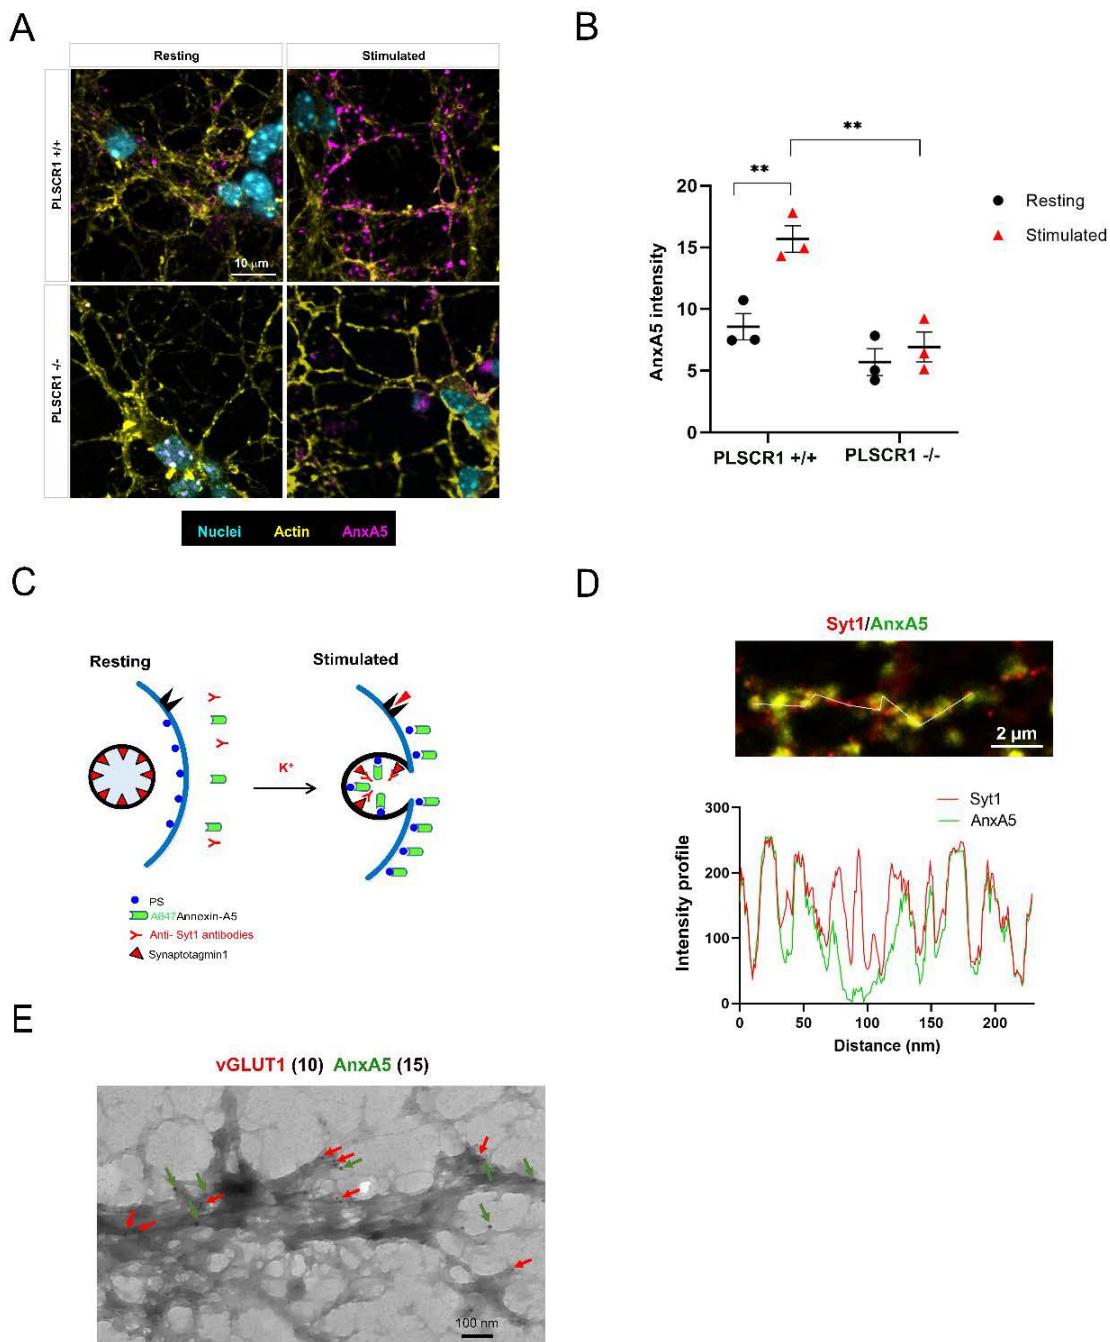 A
Resting Stimulated
PLSCR1 +/+
10 µm
PLSCR1 -/-
Nuclei Actin AnxA5
B
**
**
20
15
10
5
0
AnxA5 intensity
PLSCR1 +/+ PLSCR1 -/-
Resting
Stimulated
C
Resting
Stimulated
K+
PS
A647Annexin-A5
Anti- Syt1 antibodies
Synaptotagmin1
D
Syt1/AnxA5
2 µm
300
200
100
0
Intensity profile
Syt1
AnxA5
0 50 100 150 200
Distance (nm)
E
vGLUT1 (10) AnxA5 (15)
100 nm